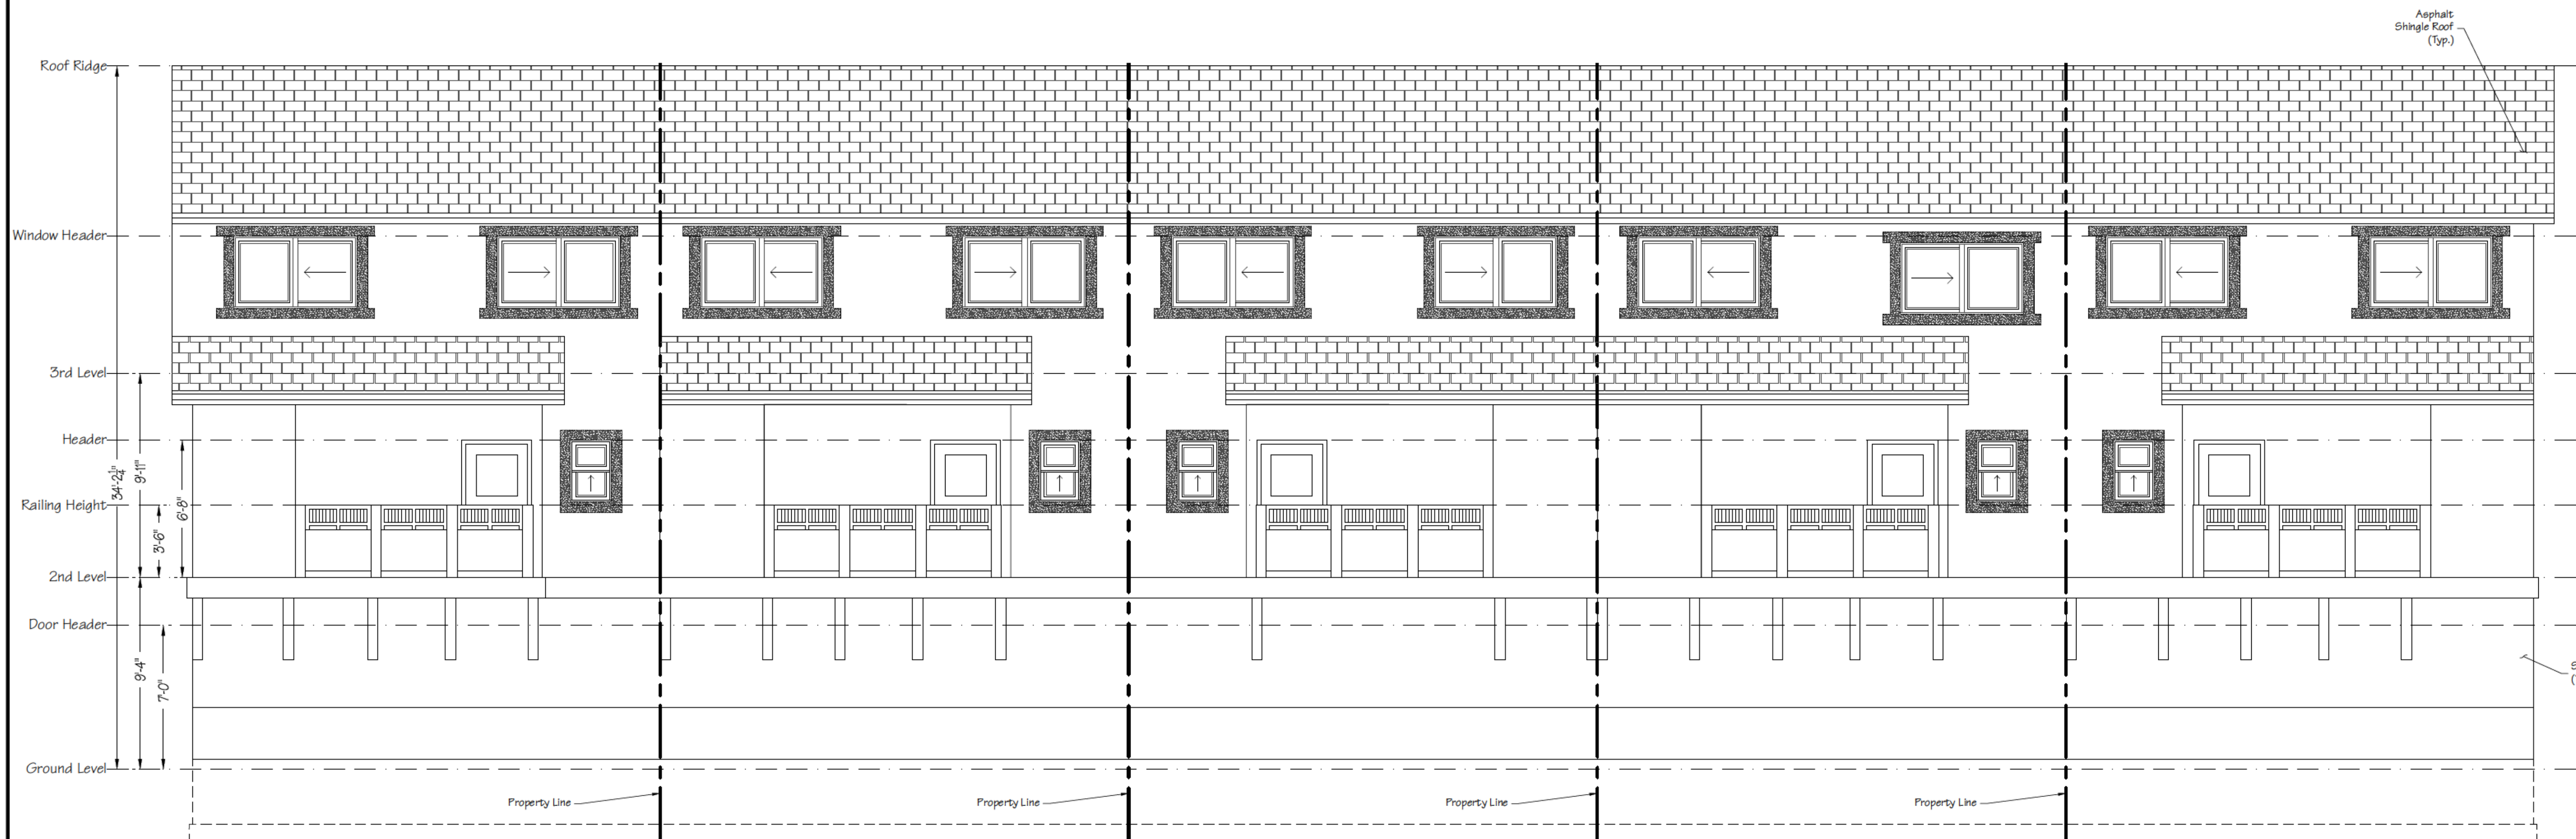 Asphalt
Shingle Roof
(Typ.)
Roof Ridge
Window Header
3rd Level
Header
34'-2¼"
9'-11"
6'-8"
Railing Height
3'-6"
2nd Level
Door Header
9'-4"
7'-0"
Ground Level
Property Line
Property Line
Property Line
Property Line